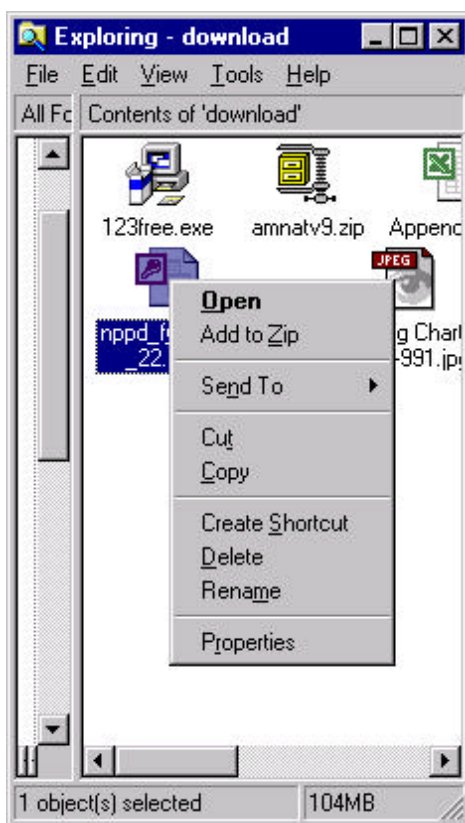 Exploring - download
File Edit View Tools Help
All Fo Contents of 'download'
123free.exe amnatv9.zip Append
JPEG
nppd_f
_22.
g Chart
-991.jpg
Open
Add to Zip
Send To
Cut
Copy
Create Shortcut
Delete
Rename
Properties
1 object(s) selected 104MB